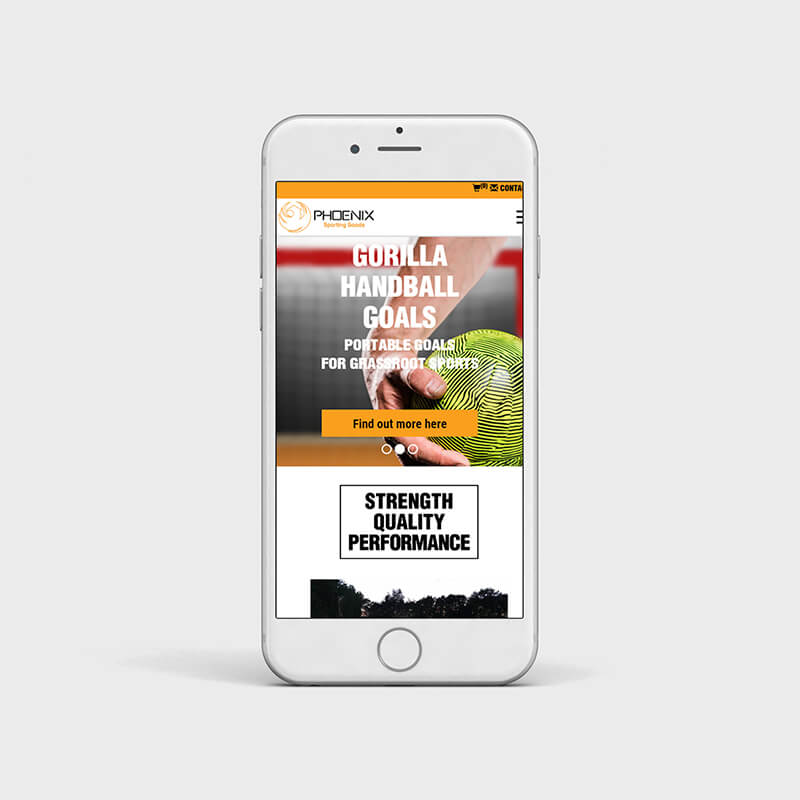 (0) CONTA
PHOENIX
Sporting Goods
GORILLA
HANDBALL
GOALS
PORTABLE GOALS
FOR GRASSROOT SPORTS
Find out more here
STRENGTH
QUALITY
PERFORMANCE